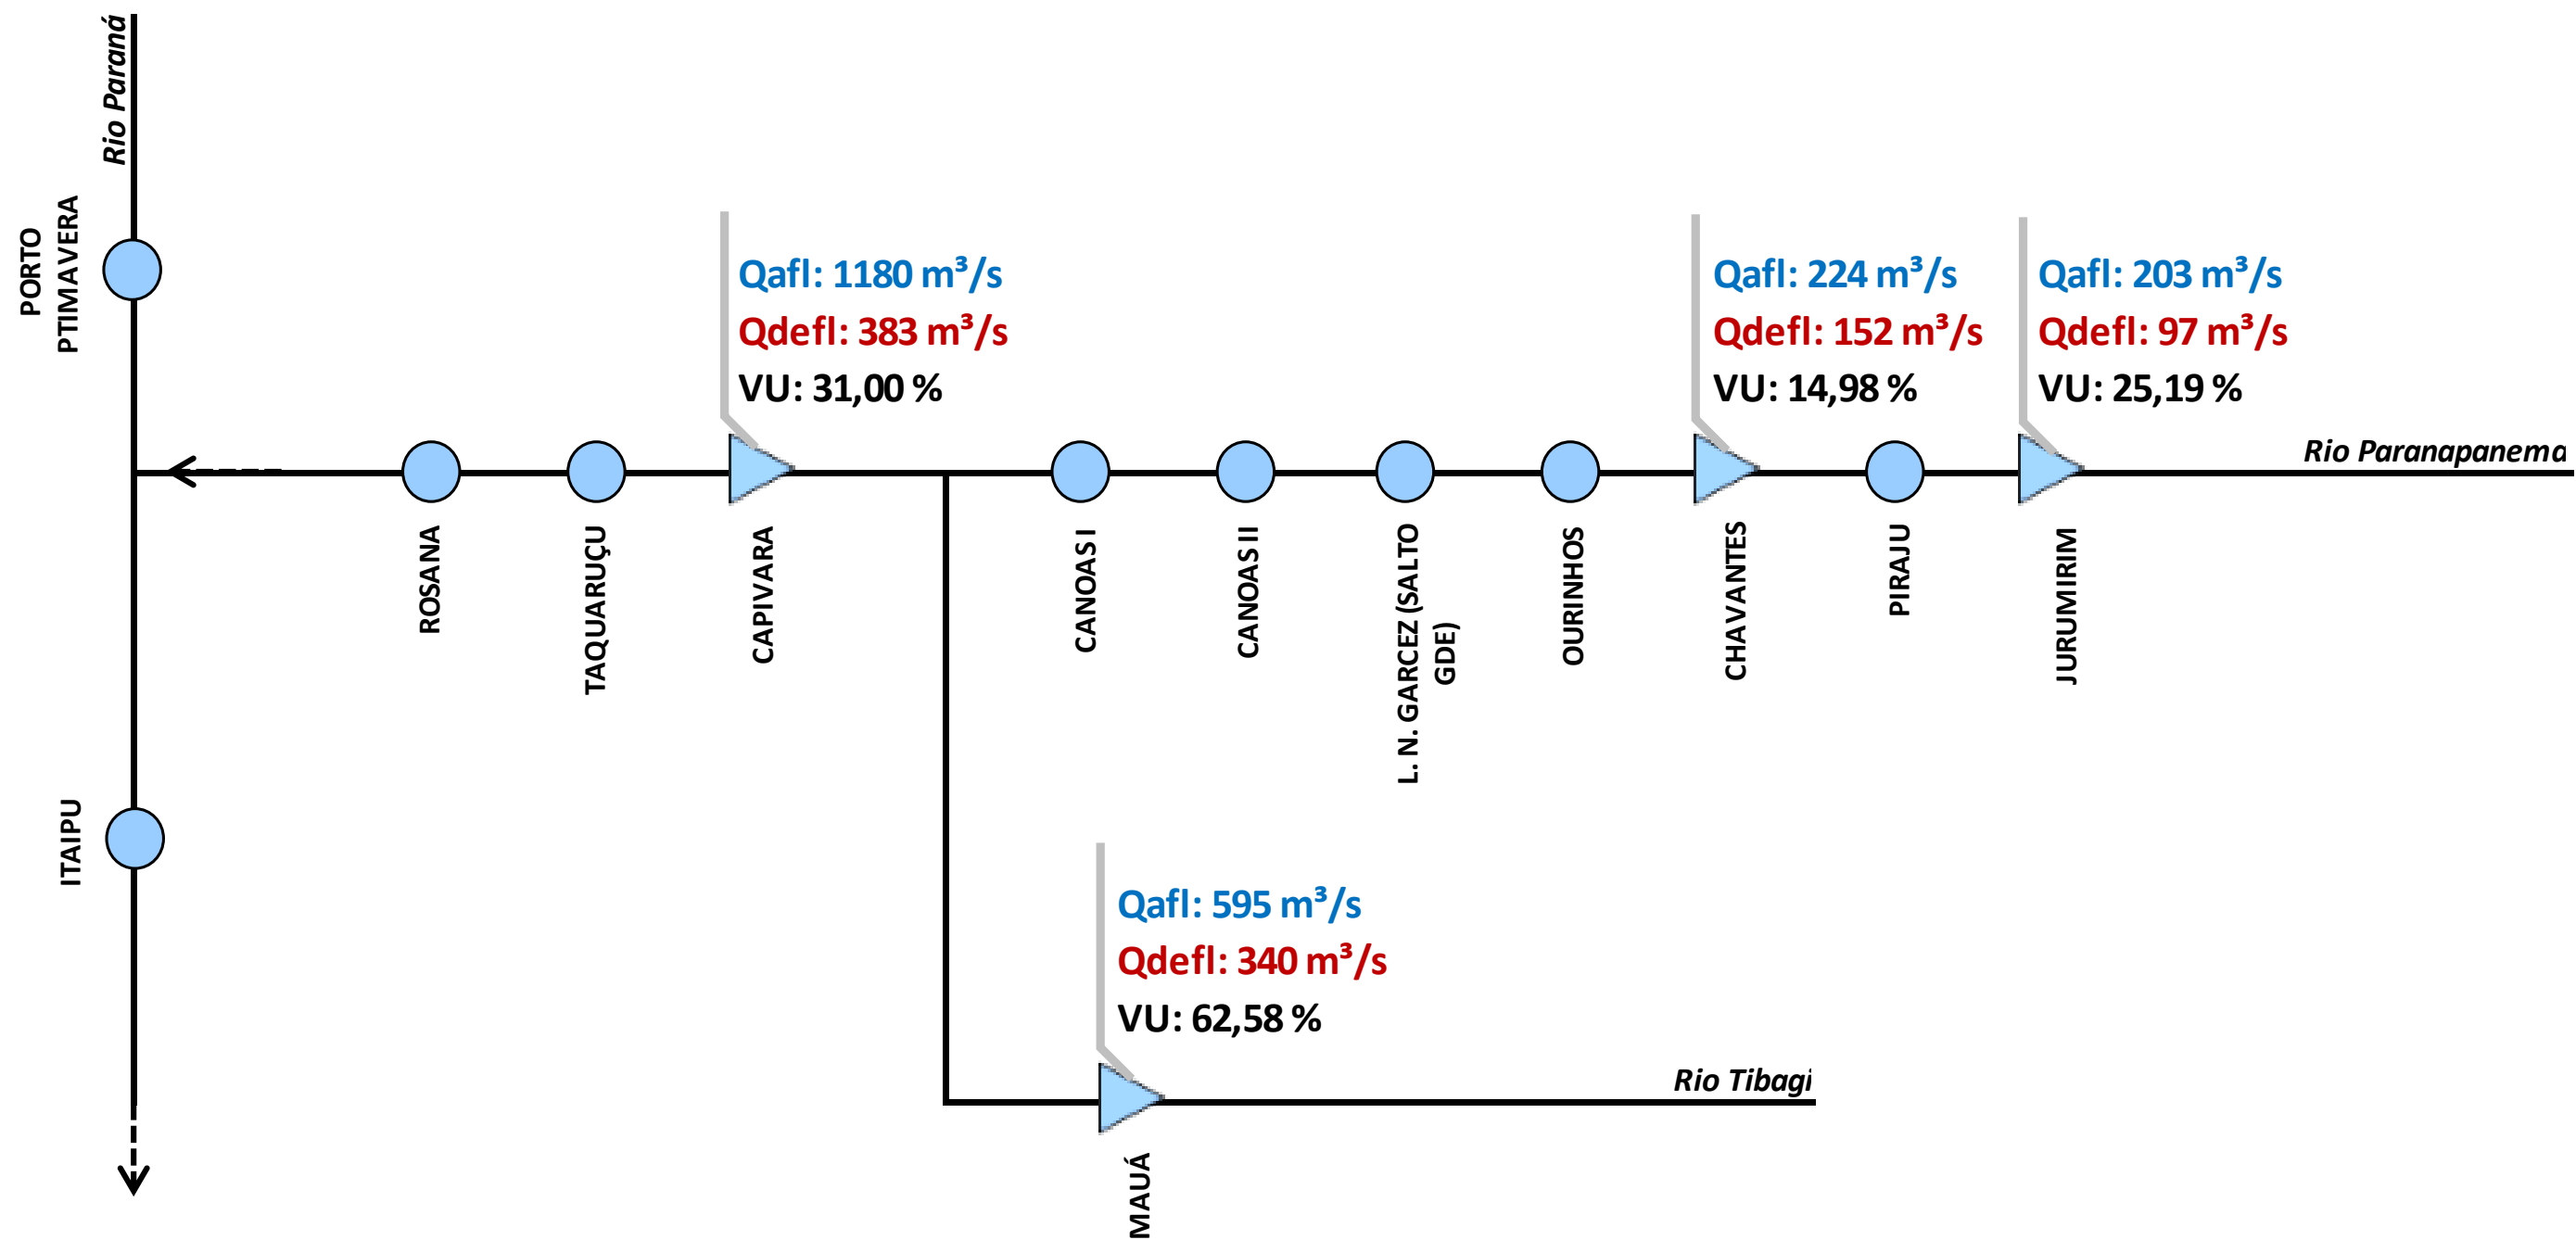 Rio Paraná
PORTO
PTIMAVERA
Qafl: 1180 m³/s
Qdefl: 383 m³/s
VU: 31,00 %
Qafl: 224 m³/s
Qdefl: 152 m³/s
VU: 14,98 %
Qafl: 203 m³/s
Qdefl: 97 m³/s
VU: 25,19 %
Rio Paranapanema
ROSANA
TAQUARUÇU
CAPIVARA
CANOAS I
CANOAS II
L. N. GARCEZ (SALTO
GDE)
OURINHOS
CHAVANTES
PIRAJU
JURUMIRIM
ITAIPU
Qafl: 595 m³/s
Qdefl: 340 m³/s
VU: 62,58 %
Rio Tibagi
MAUÁ